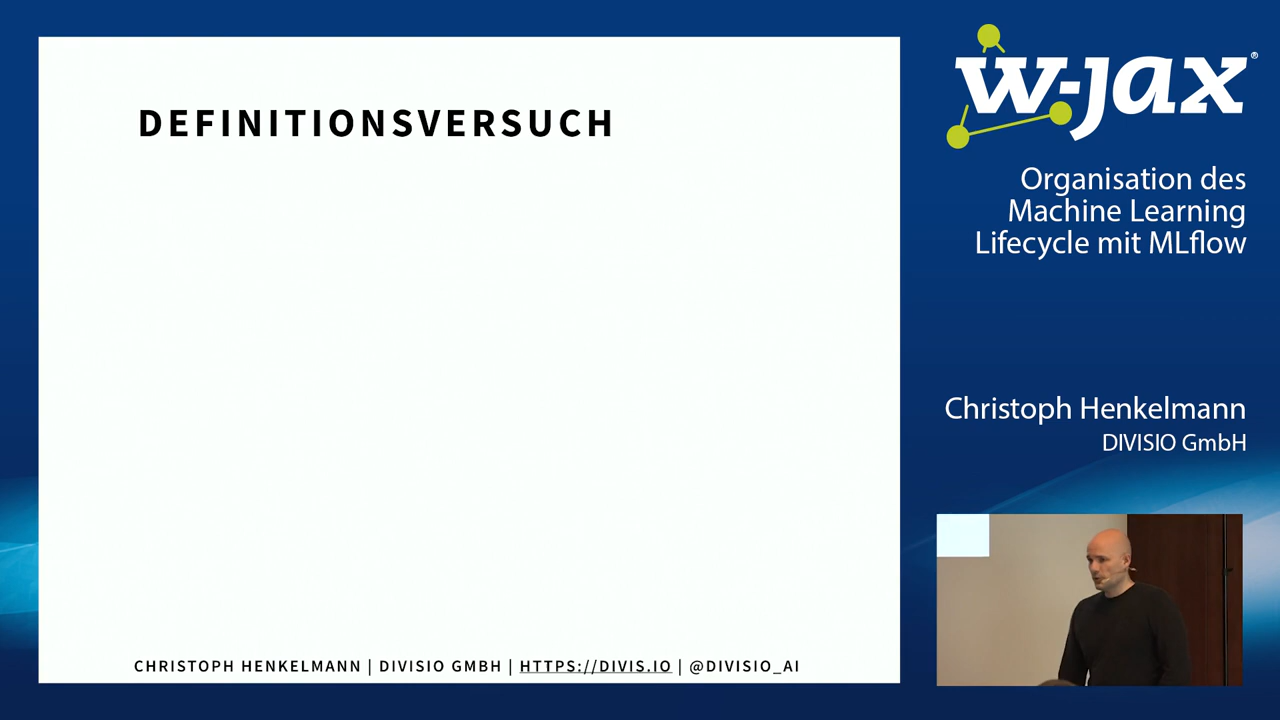 DEFINITIONSVERSUCH
CHRISTOPH HENKELMANN | DIVISIO GMBH | HTTPS://DIVIS.IO | @DIVISIO_AI
w-jax®
Organisation des
Machine Learning
Lifecycle mit MLflow
Christoph Henkelmann
DIVISIO GmbH